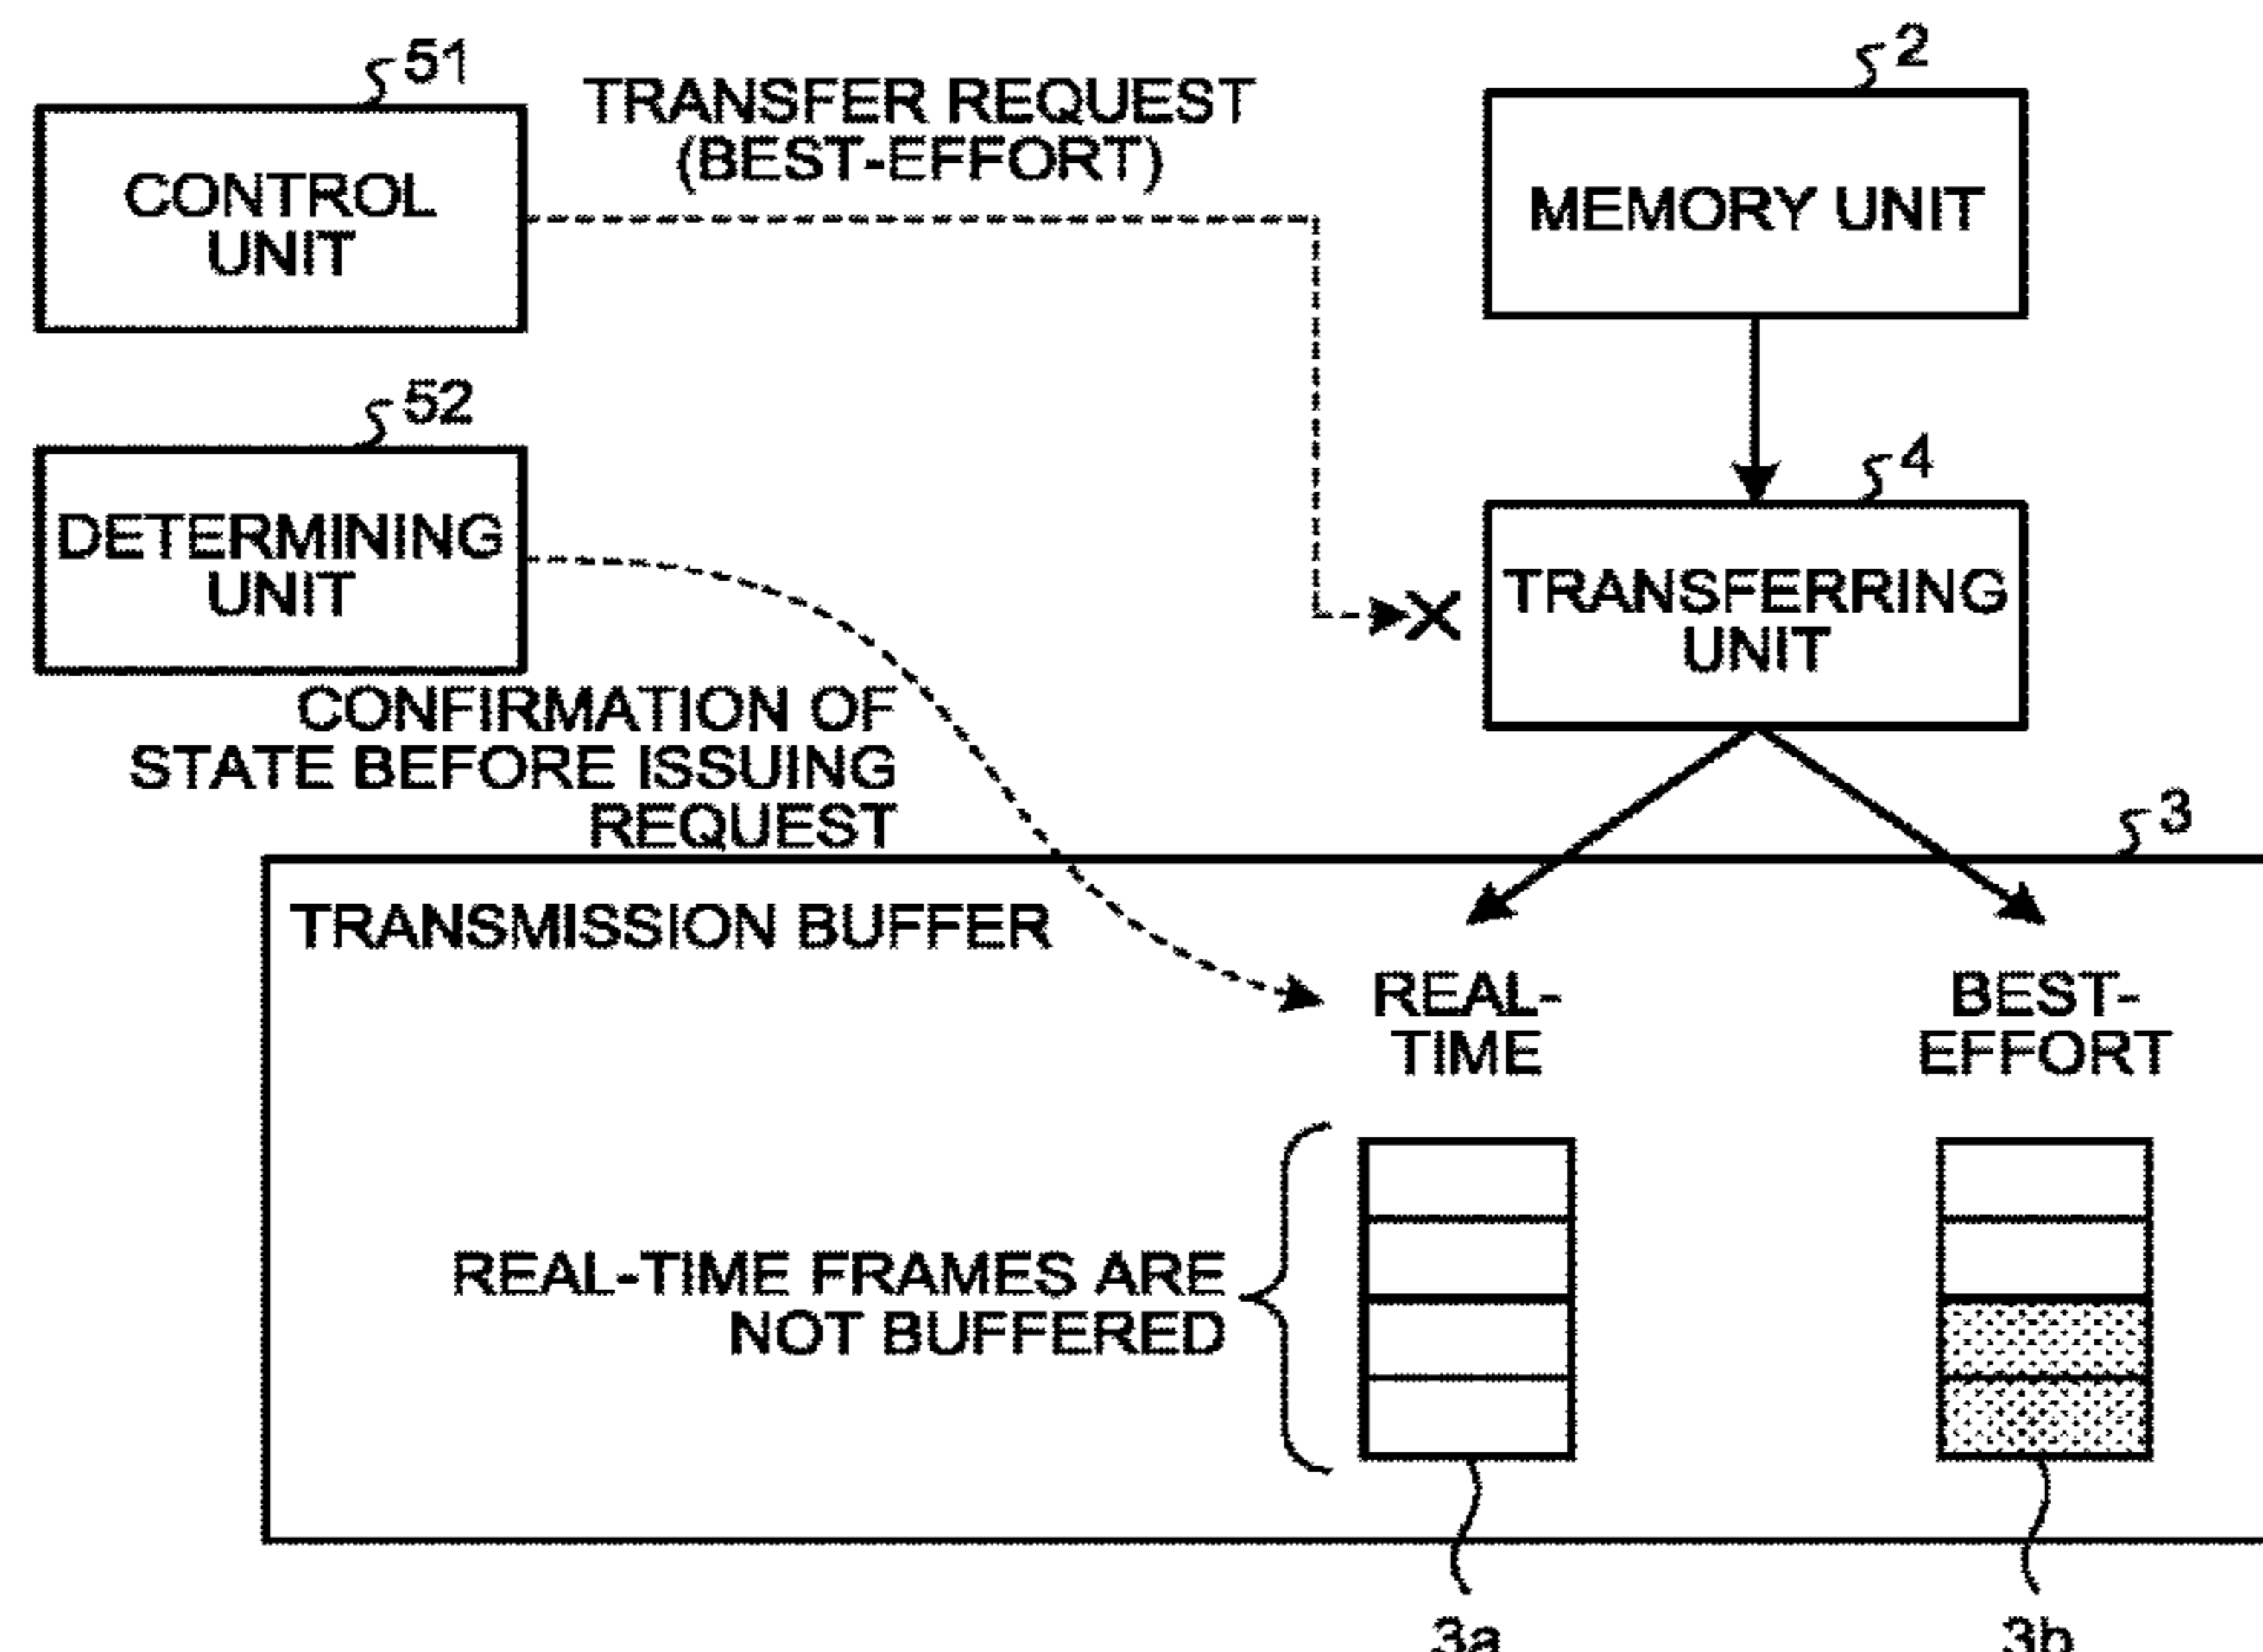 51
TRANSFER REQUEST
(BEST-EFFORT)
2
CONTROL
UNIT
MEMORY UNIT
52
DETERMINING
UNIT
4
TRANSFERRING
UNIT
CONFIRMATION OF
STATE BEFORE ISSUING
REQUEST
3
TRANSMISSION BUFFER
REAL-
TIME
BEST-
EFFORT
REAL-TIME FRAMES ARE
NOT BUFFERED
3a
3b